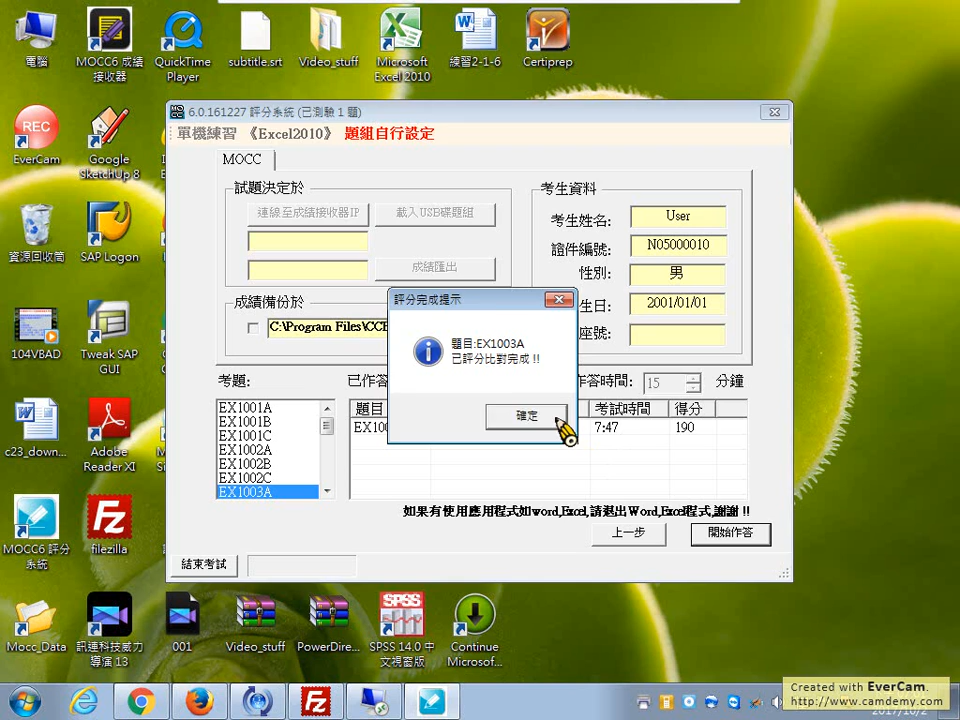 電腦
MOCC6 成績
接收器
QuickTime
Player
subtitle.srt
Video_stuff
Microsoft
Excel 2010
練習2-1-6
Certiprep
EverCam
Google
SketchUp 8
資源回收筒
SAP Logon
104VBAD
Tweak SAP
GUI
c23_down...
Adobe
Reader XI
MOCC6 評分
系統
filezilla
Mocc_Data
訊連科技威力
導演 13
001
Video_stuff
PowerDire...
SPSS 14.0 中
文視窗版
Continue
Microsof...
6.0.161227 評分系統 (已測驗 1 題)
單機練習 《Excel2010》 題組自行設定
MOCC
試題決定於
連線至成績接收器IP
載入USB碟題組
成績匯出
成績備份於
C:\Program Files\CCE
考生資料
考生姓名:
User
證件編號:
N05000010
性別:
男
生日:
2001/01/01
座號:
評分完成提示
題目:EX1003A
已評分比對完成 !!
確定
考題:
已作答
作答時間:
15
分鐘
EX1001A
EX1001B
EX1001C
EX1002A
EX1002B
EX1002C
EX1003A
題目
考試時間
得分
EX100
7:47
190
如果有使用應用程式如word,Excel,請退出Word,Excel程式,謝謝 !!
上一步
開始作答
結束考試
REC
SPSS
Created with EverCam.
http://www.camdemy.com